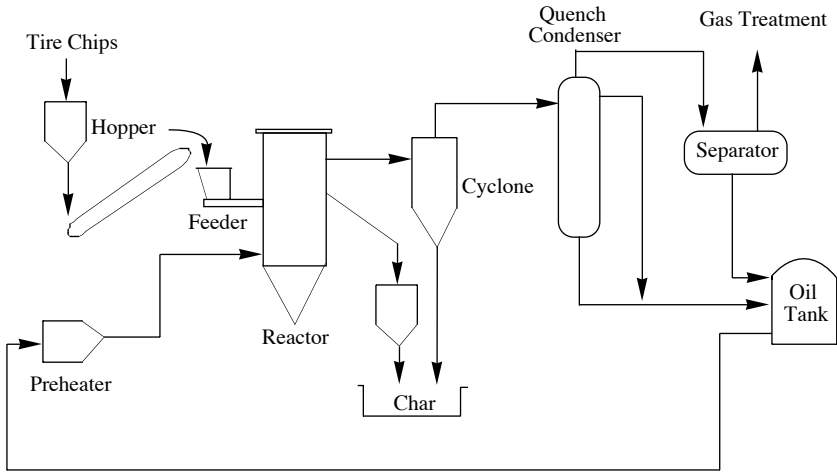 Quench
Condenser
Gas Treatment
Tire Chips
Hopper
Separator
Cyclone
Feeder
Oil
Tank
Reactor
Preheater
Char